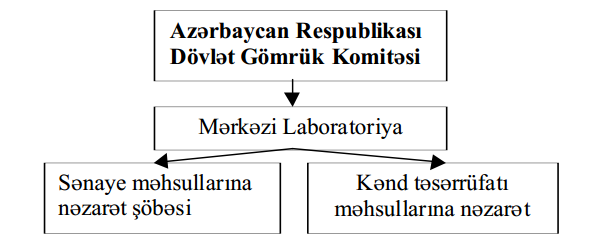 Azərbaycan Respublikası
Dövlət Gömrük Komitəsi
Mərkəzi Laboratoriya
Sənaye məhsullarına
nəzarət şöbəsi
Kənd təsərrüfatı
məhsullarına nəzarət